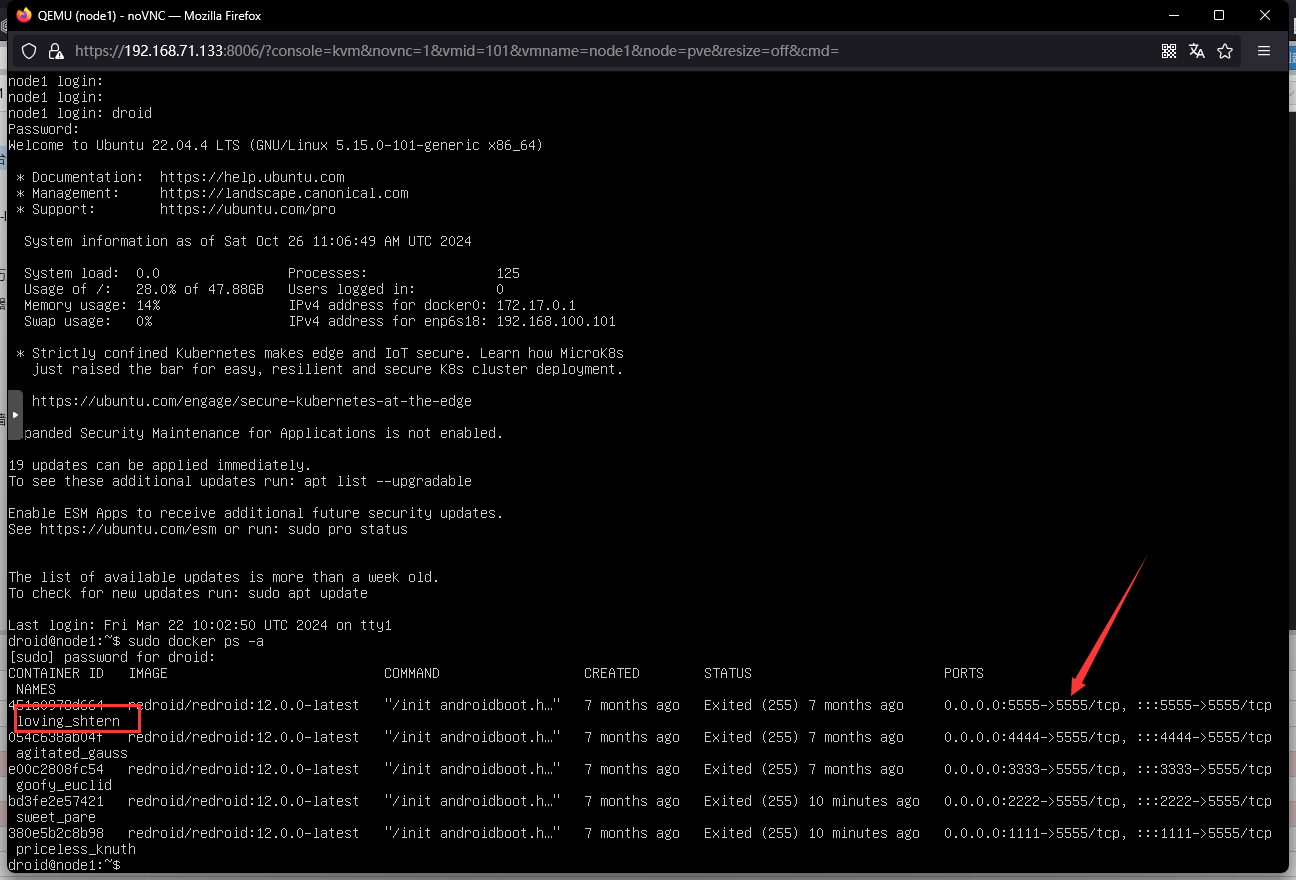 QEMU (node1) - noVNC — Mozilla Firefox
https://192.168.71.133:8006/?console=kvm&novnc=1&vmid=101&vmname=node1&node=pve&resize=off&cmd=
node1 login:
node1 login:
node1 login: droid
Password:
Welcome to Ubuntu 22.04.4 LTS (GNU/Linux 5.15.0-101-generic x86_64)
* Documentation: https://help.ubuntu.com
* Management: https://landscape.canonical.com
* Support: https://ubuntu.com/pro
System information as of Sat Oct 26 11:06:49 AM UTC 2024
System load: 0.0 Processes: 125
Usage of /: 28.0% of 47.88GB Users logged in: 0
Memory usage: 14% IPv4 address for docker0: 172.17.0.1
Swap usage: 0% IPv4 address for enp6s18: 192.168.100.101
* Strictly confined Kubernetes makes edge and IoT secure. Learn how MicroK8s
just raised the bar for easy, resilient and secure K8s cluster deployment.
https://ubuntu.com/engage/secure-kubernetes-at-the-edge
panded Security Maintenance for Applications is not enabled.
19 updates can be applied immediately.
To see these additional updates run: apt list --upgradable
Enable ESM Apps to receive additional future security updates.
See https://ubuntu.com/esm or run: sudo pro status
The list of available updates is more than a week old.
To check for new updates run: sudo apt update
Last login: Fri Mar 22 10:02:50 UTC 2024 on tty1
droid@node1:~$ sudo docker ps -a
[sudo] password for droid:
CONTAINER ID IMAGE COMMAND CREATED STATUS PORTS
NAMES
redroid/redroid:12.0.0-latest "/init androidboot.h…" 7 months ago Exited (255) 7 months ago 0.0.0.0:5555->5555/tcp, :::5555->5555/tcp
loving_shtern
054c638ab04f redroid/redroid:12.0.0-latest "/init androidboot.h…" 7 months ago Exited (255) 7 months ago 0.0.0.0:4444->5555/tcp, :::4444->5555/tcp
agitated_gauss
e00c2808fc54 redroid/redroid:12.0.0-latest "/init androidboot.h…" 7 months ago Exited (255) 7 months ago 0.0.0.0:3333->5555/tcp, :::3333->5555/tcp
goofy_euclid
bd3fe2e57421 redroid/redroid:12.0.0-latest "/init androidboot.h…" 7 months ago Exited (255) 10 minutes ago 0.0.0.0:2222->5555/tcp, :::2222->5555/tcp
sweet_pare
380e5b2c8b98 redroid/redroid:12.0.0-latest "/init androidboot.h…" 7 months ago Exited (255) 10 minutes ago 0.0.0.0:1111->5555/tcp, :::1111->5555/tcp
priceless_knuth
droid@node1:~$